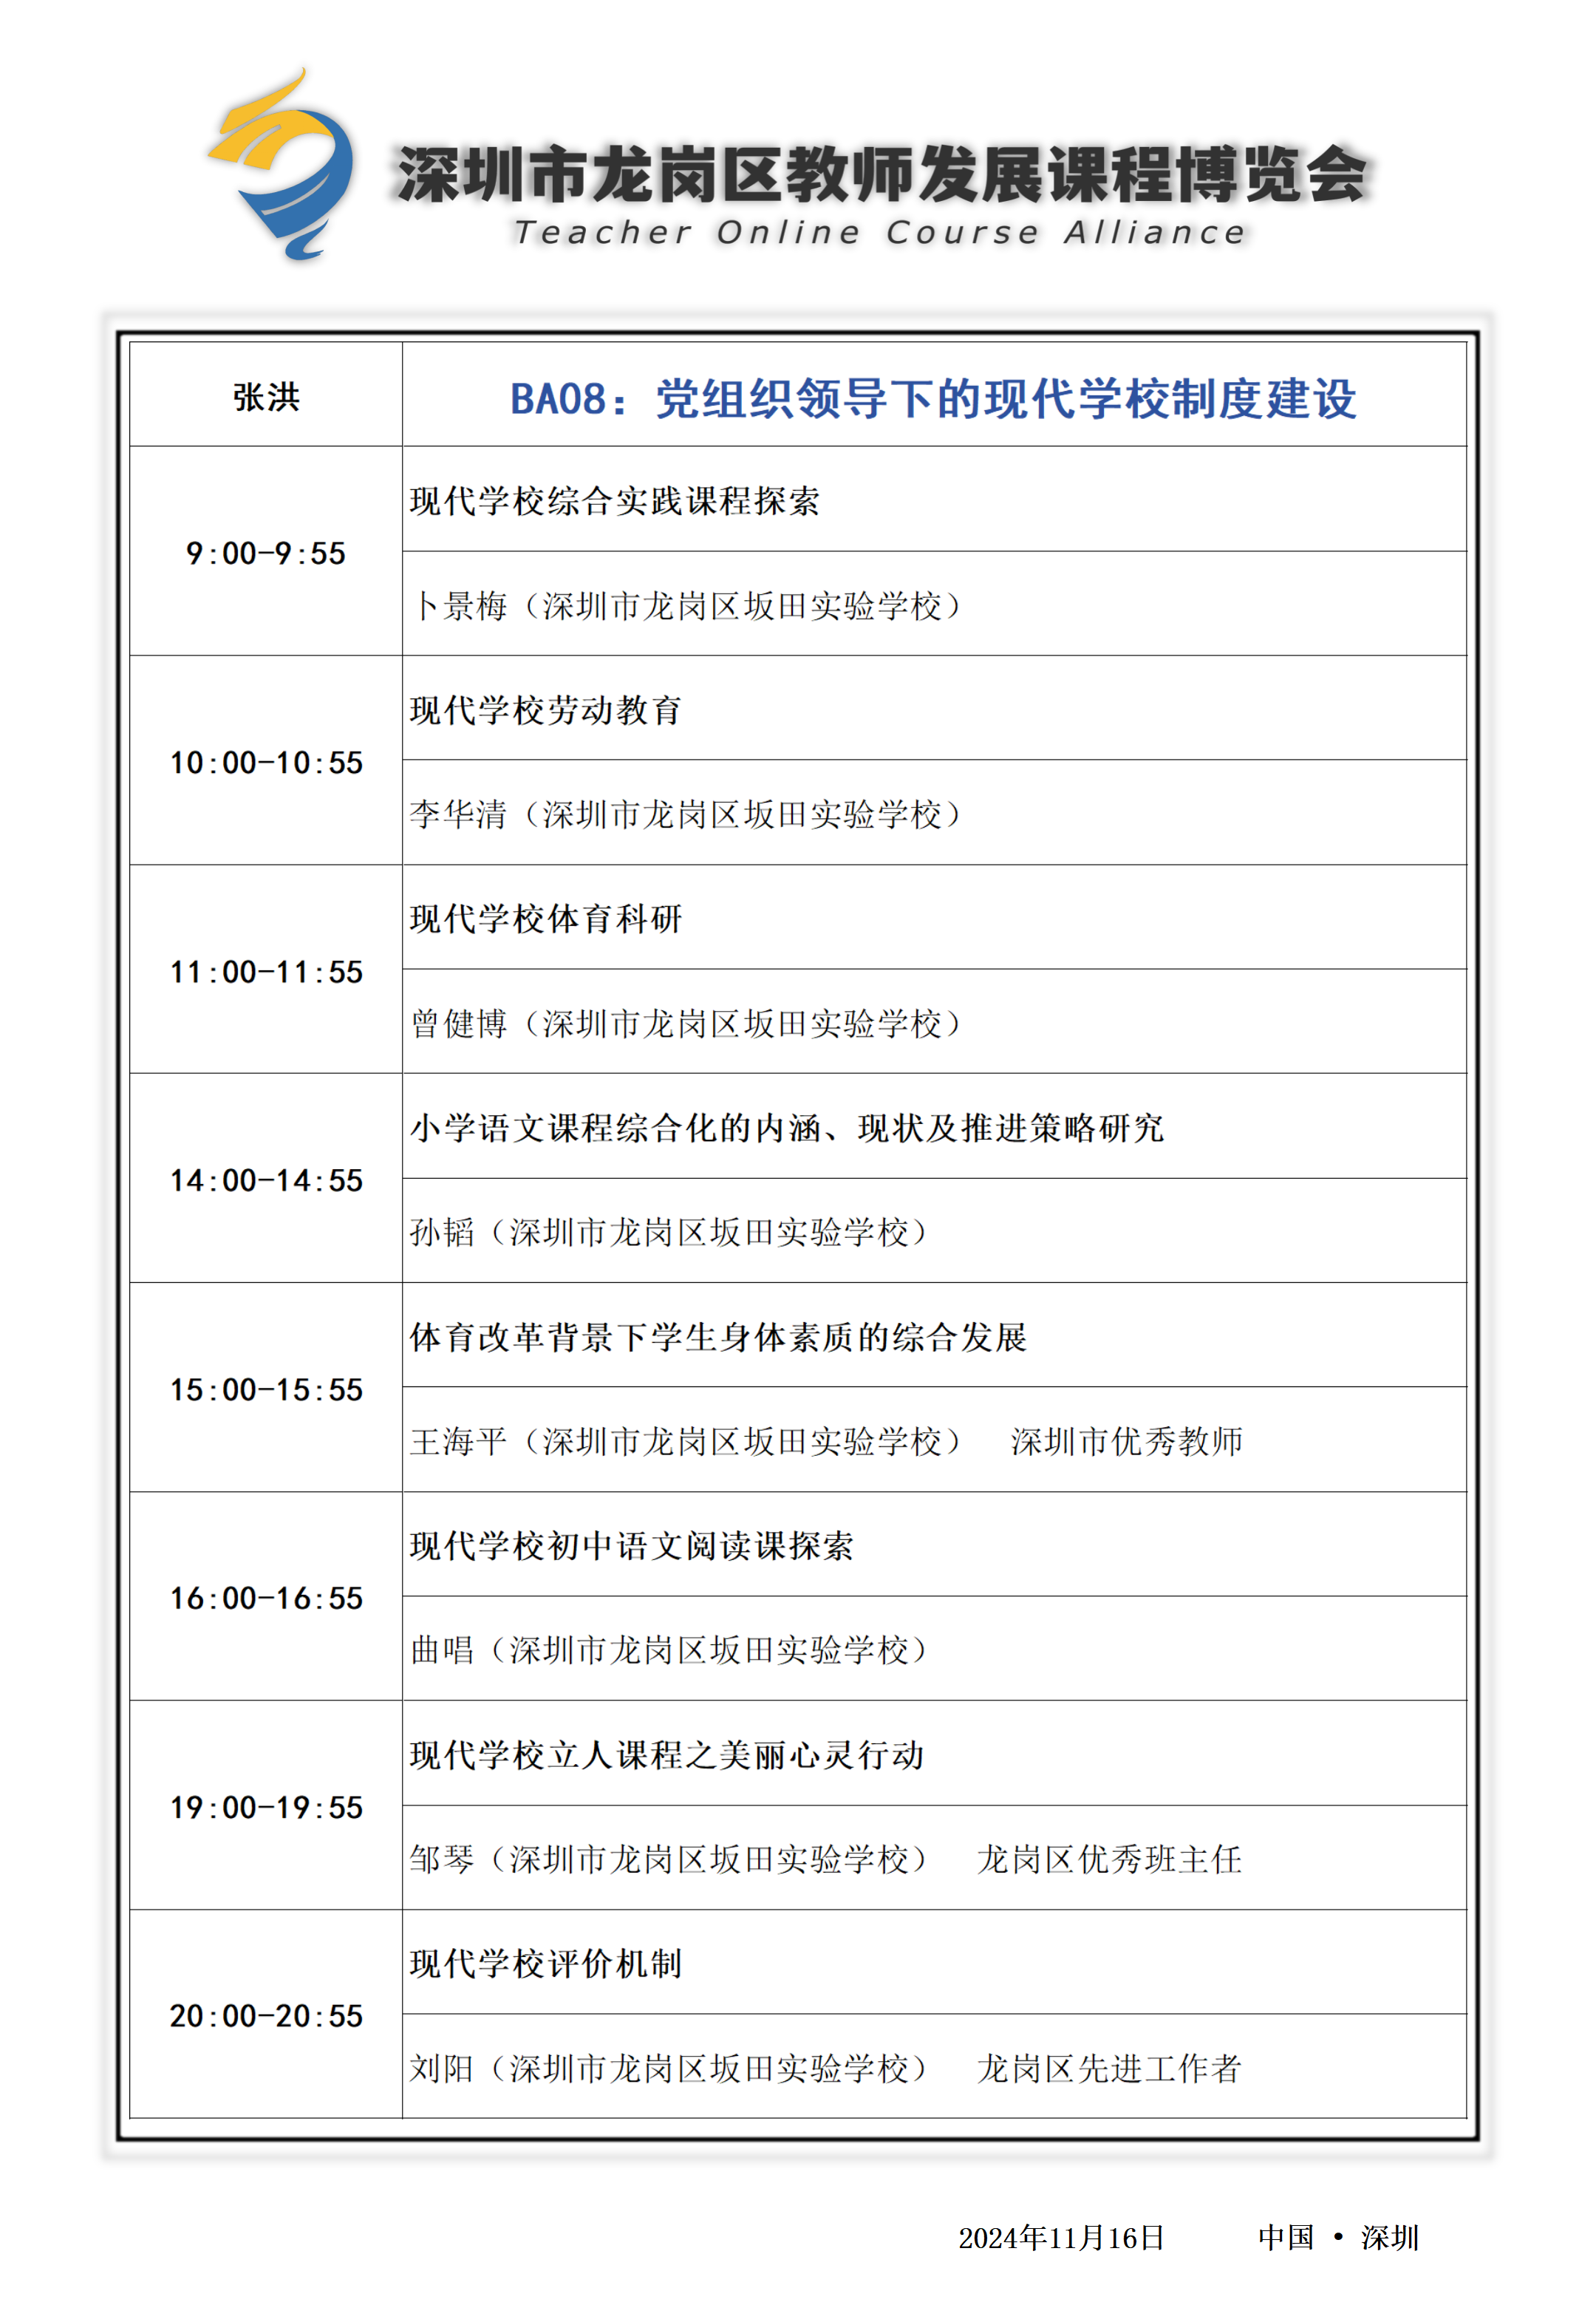 深圳市龙岗区教师发展课程博览会
Teacher Online Course Alliance
张洪
BA08：党组织领导下的现代学校制度建设
9:00-9:55
现代学校综合实践课程探索
卜景梅（深圳市龙岗区坂田实验学校）
10:00-10:55
现代学校劳动教育
李华清（深圳市龙岗区坂田实验学校）
11:00-11:55
现代学校体育科研
曾健博（深圳市龙岗区坂田实验学校）
14:00-14:55
小学语文课程综合化的内涵、现状及推进策略研究
孙韬（深圳市龙岗区坂田实验学校）
15:00-15:55
体育改革背景下学生身体素质的综合发展
王海平（深圳市龙岗区坂田实验学校） 深圳市优秀教师
16:00-16:55
现代学校初中语文阅读课探索
曲唱（深圳市龙岗区坂田实验学校）
19:00-19:55
现代学校立人课程之美丽心灵行动
邹琴（深圳市龙岗区坂田实验学校） 龙岗区优秀班主任
20:00-20:55
现代学校评价机制
刘阳（深圳市龙岗区坂田实验学校） 龙岗区先进工作者
2024年11月16日 中国 • 深圳